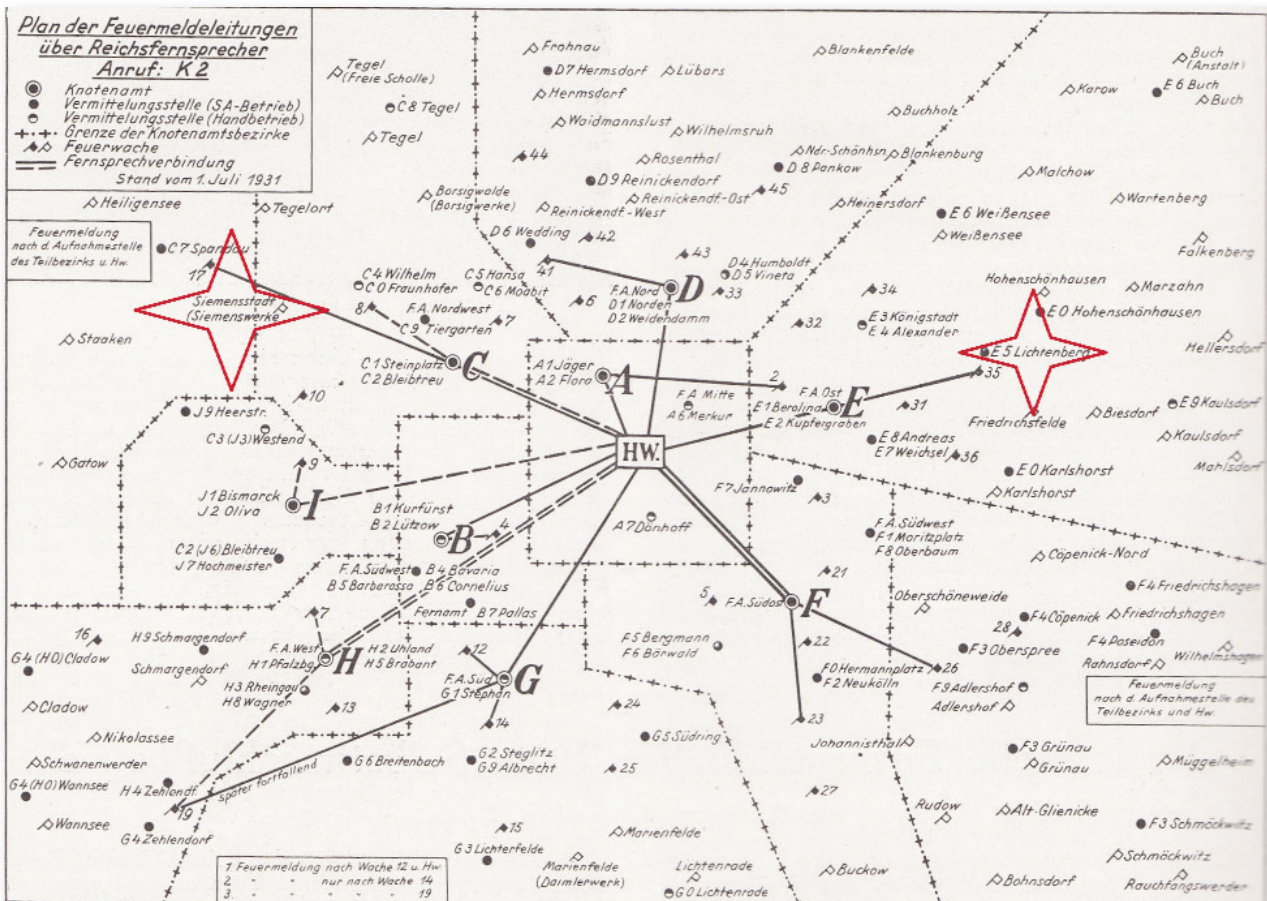 Plan der Feuermeldeleitungen
über Reichsfernsprecher
Anruf: K2
Knotenamt
Vermittelungsstelle (SA-Betrieb)
Vermittelungsstelle (Handbetrieb)
Grenze der Knotenamtsbezirke
Feuerwache
Fernsprechverbindung
Stand vom 1. Juli 1931
Frohnau
Blankenfelde
Buch
(Anstalt)
Tegel
(Freie Scholle)
D7 Hermsdorf
Lübars
E6 Buch
Karow
Buch
Hermsdorf
C8 Tegel
Buchholz
Waidmannslust
Wilhelmsruh
Tegel
44
Rosenthal
Ndr-Schönhsn.
Blankenburg
D8 Pankow
Malchow
D9 Reinickendorf
45
Borsigwalde
(Borsigwerke)
Reinickendf.-Ost
Heinersdorf
Wartenberg
Heiligensee
Tegelort
Reinickendf.-West
E6 Weißensee
Weißensee
Feuermeldung
nach d. Aufnahmestelle
des Teilbezirks u. Hw.
C7 Spandau
17
D6 Wedding
42
41
43
Falkenberg
C4 Wilhelm
C0 Fraunhofer
C5 Hansa
C6 Moabit
D4 Humboldt
D5 Vineta
D
F.A. Nord
D1 Norden
D2 Weidendamm
33
34
Hohenschönhausen
Marzahn
Siemensstadt
(Siemenswerke)
8
F.A. Nordwest
C9 Tiergarten
7
6
32
E3 Königstadt
E4 Alexander
E0 Hohenschönhausen
Hellersdorf
Staaken
C1 Steinplatz
C2 Bleibtreu
C
A1 Jäger
A2 Flora
A
2
E5 Lichtenberg
35
10
F.A. Mitte
A6 Merkur
F.A. Ost
E1 Berolina
E2 Kupfergraben
E
31
Friedrichsfelde
Biesdorf
E9 Kaulsdorf
J9 Heerstr.
C3 (J3) Westend
HW.
E8 Andreas
E7 Weichsel
36
Kaulsdorf
Mahlsdorf
Gatow
9
E0 Karlshorst
Karlshorst
J1 Bismarck
J2 Oliva
I
B1 Kurfürst
B2 Lützow
B
4
A7 Dönhoff
F7 Jannowitz
3
F.A. Südwest
F1 Moritzplatz
F8 Oberbaum
C2 (J6) Bleibtreu
J7 Hochmeister
F.A. Südwest
B5 Barbarossa
B4 Bavaria
B6 Cornelius
Fernamt
B7 Pallas
Cöpenick-Nord
21
F4 Friedrichshagen
5
F.A. Südost
F
Oberschöneweide
F4 Cöpenick
Friedrichshagen
28
F4 Poseidon
16
H9 Schmargendorf
7
F.A. West
H1 Pfalzbg.
H
H2 Uhland
H5 Brabant
12
F5 Bergmann
F6 Bärwald
22
F3 Oberspree
Rahnsdorf
Wilhelmshagen
G4 (H0) Cladow
Schmargendorf
F.A. Süd
G1 Stephan
G
F0 Hermannplatz
F2 Neukölln
26
F9 Adlershof
Adlershof
Feuermeldung
nach d. Aufnahmestelle des
Teilbezirks und Hw.
H3 Rheingau
H8 Wagner
Cladow
13
14
24
23
Nikolassee
G5 Südring
Johannisthal
F3 Grünau
Grünau
Müggelheim
Schwanenwerder
G6 Breitenbach
G2 Steglitz
G9 Albrecht
25
später fortfallend
G4 (H0) Wannsee
H4 Zehlendf.
19
27
Rudow
Alt-Glienicke
Wannsee
G4 Zehlendorf
15
Marienfelde
F3 Schmöckwitz
G3 Lichterfelde
Marienfelde
(Daimlerwerk)
Lichtenrade
Buckow
Schmöckwitz
G0 Lichtenrade
Bohnsdorf
Rauchfangswerder
1. Feuermeldung nach Wache 12 u. Hw.
2. - - nur nach Wache 14
3. - - - - 19